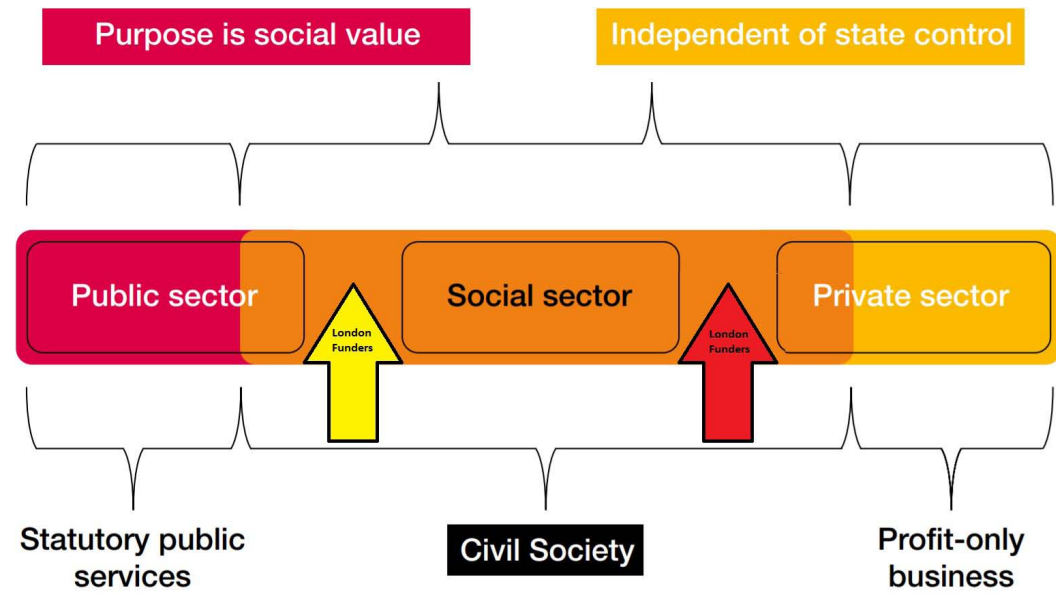 Purpose is social value
Independent of state control
Public sector
Social sector
Private sector
London
Funders
London
Funders
Statutory public
services
Civil Society
Profit-only
business